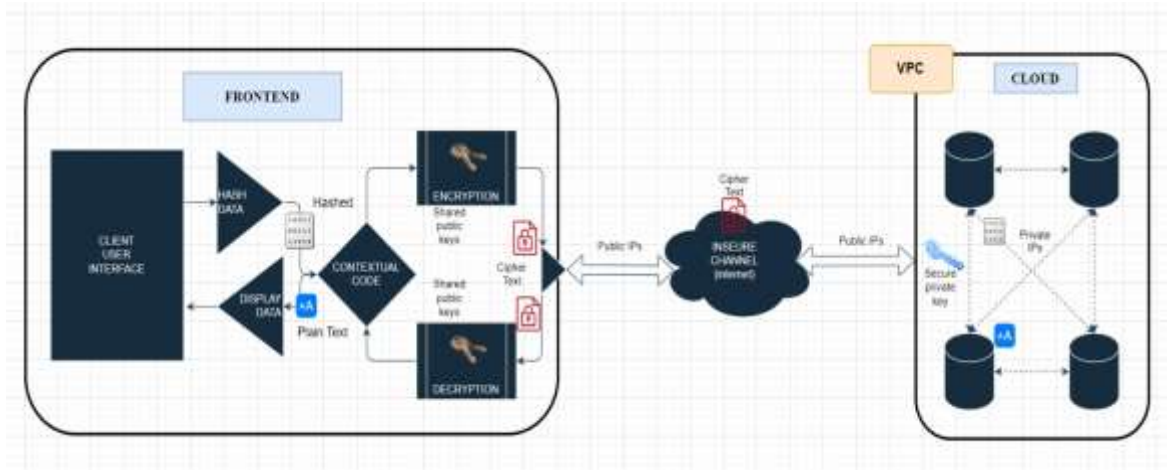 FRONTEND
CLIENT
USER
INTERFACE
HASH
DATA
Hashed
DISPLAY
DATA
Plain Text
CONTEXTUAL
CODE
ENCRYPTION
Shared
public
keys
Cipher
Text
Shared
public
keys
DECRYPTION
Public IPs
Cipher
Text
INSEURE
CHANNEL
(internet)
Public IPs
VPC
CLOUD
Secure
private
key
Private
IPs